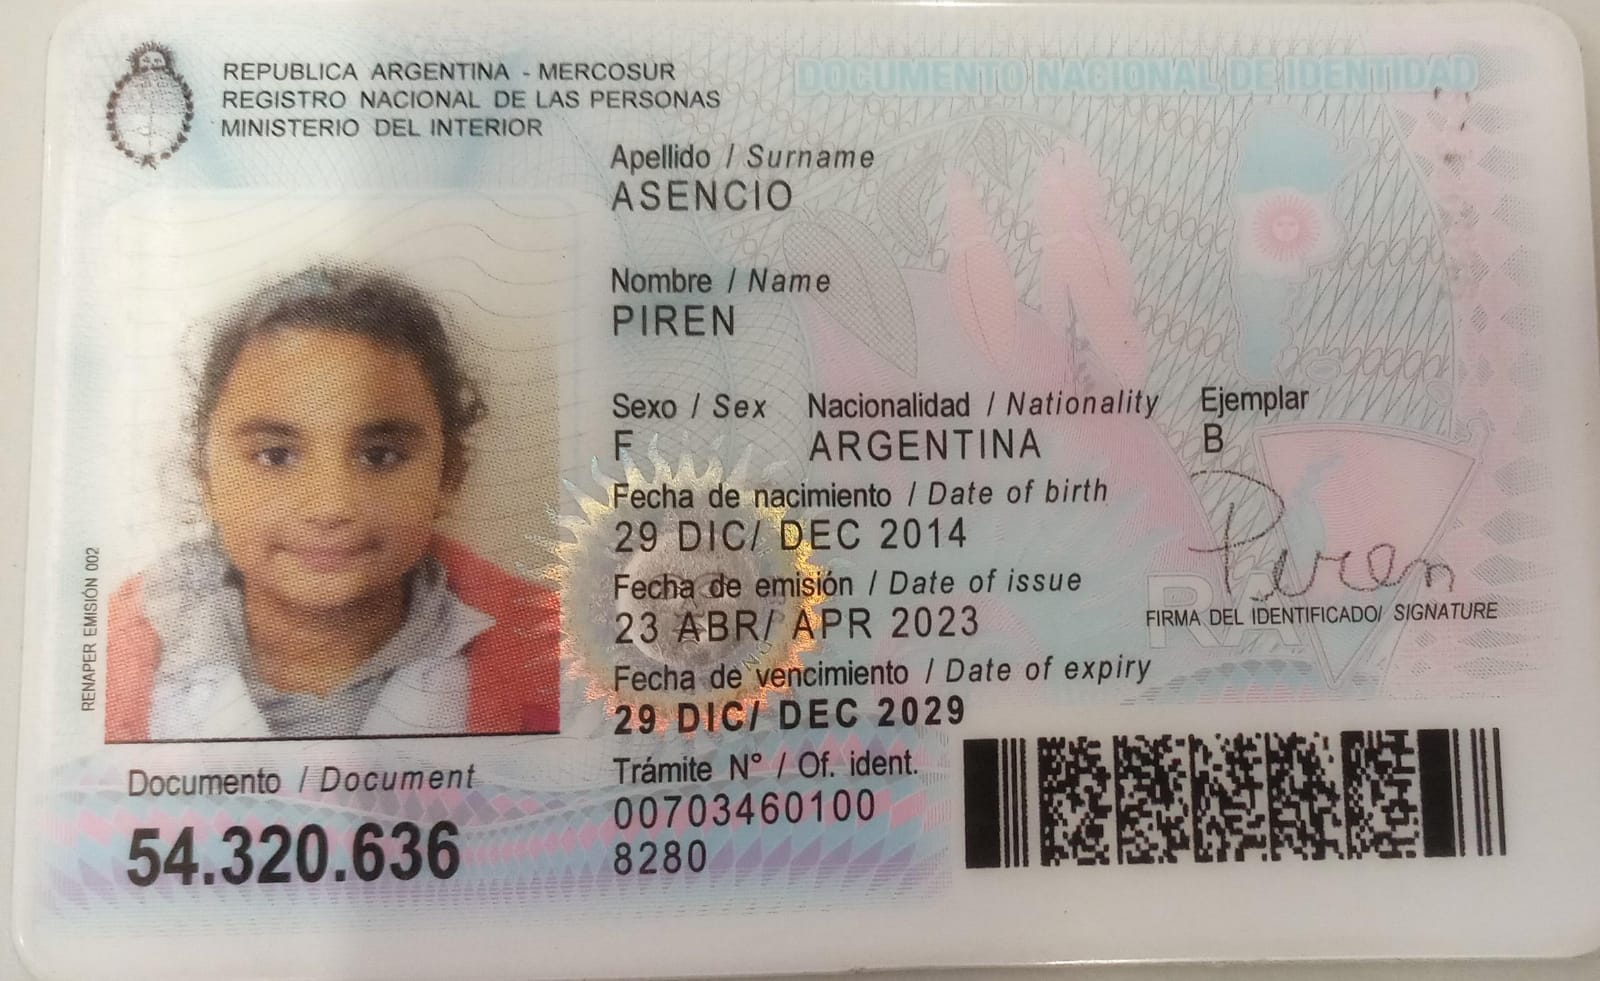 REPUBLICA ARGENTINA - MERCOSUR
REGISTRO NACIONAL DE LAS PERSONAS
MINISTERIO DEL INTERIOR
DOCUMENTO NACIONAL DE IDENTIDAD
Apellido / Surname
ASENCIO
Nombre / Name
PIREN
Sexo / Sex Nacionalidad / Nationality Ejemplar
F ARGENTINA B
Fecha de nacimiento / Date of birth
29 DIC/ DEC 2014
Fecha de emisión / Date of issue
23 ABR/ APR 2023
Fecha de vencimiento / Date of expiry
29 DIC/ DEC 2029
Piren
RA
FIRMA DEL IDENTIFICADO/ SIGNATURE
RENAPER EMISIÓN 002
Trámite N° / Of. ident.
00703460100
8280
Documento / Document
54.320.636